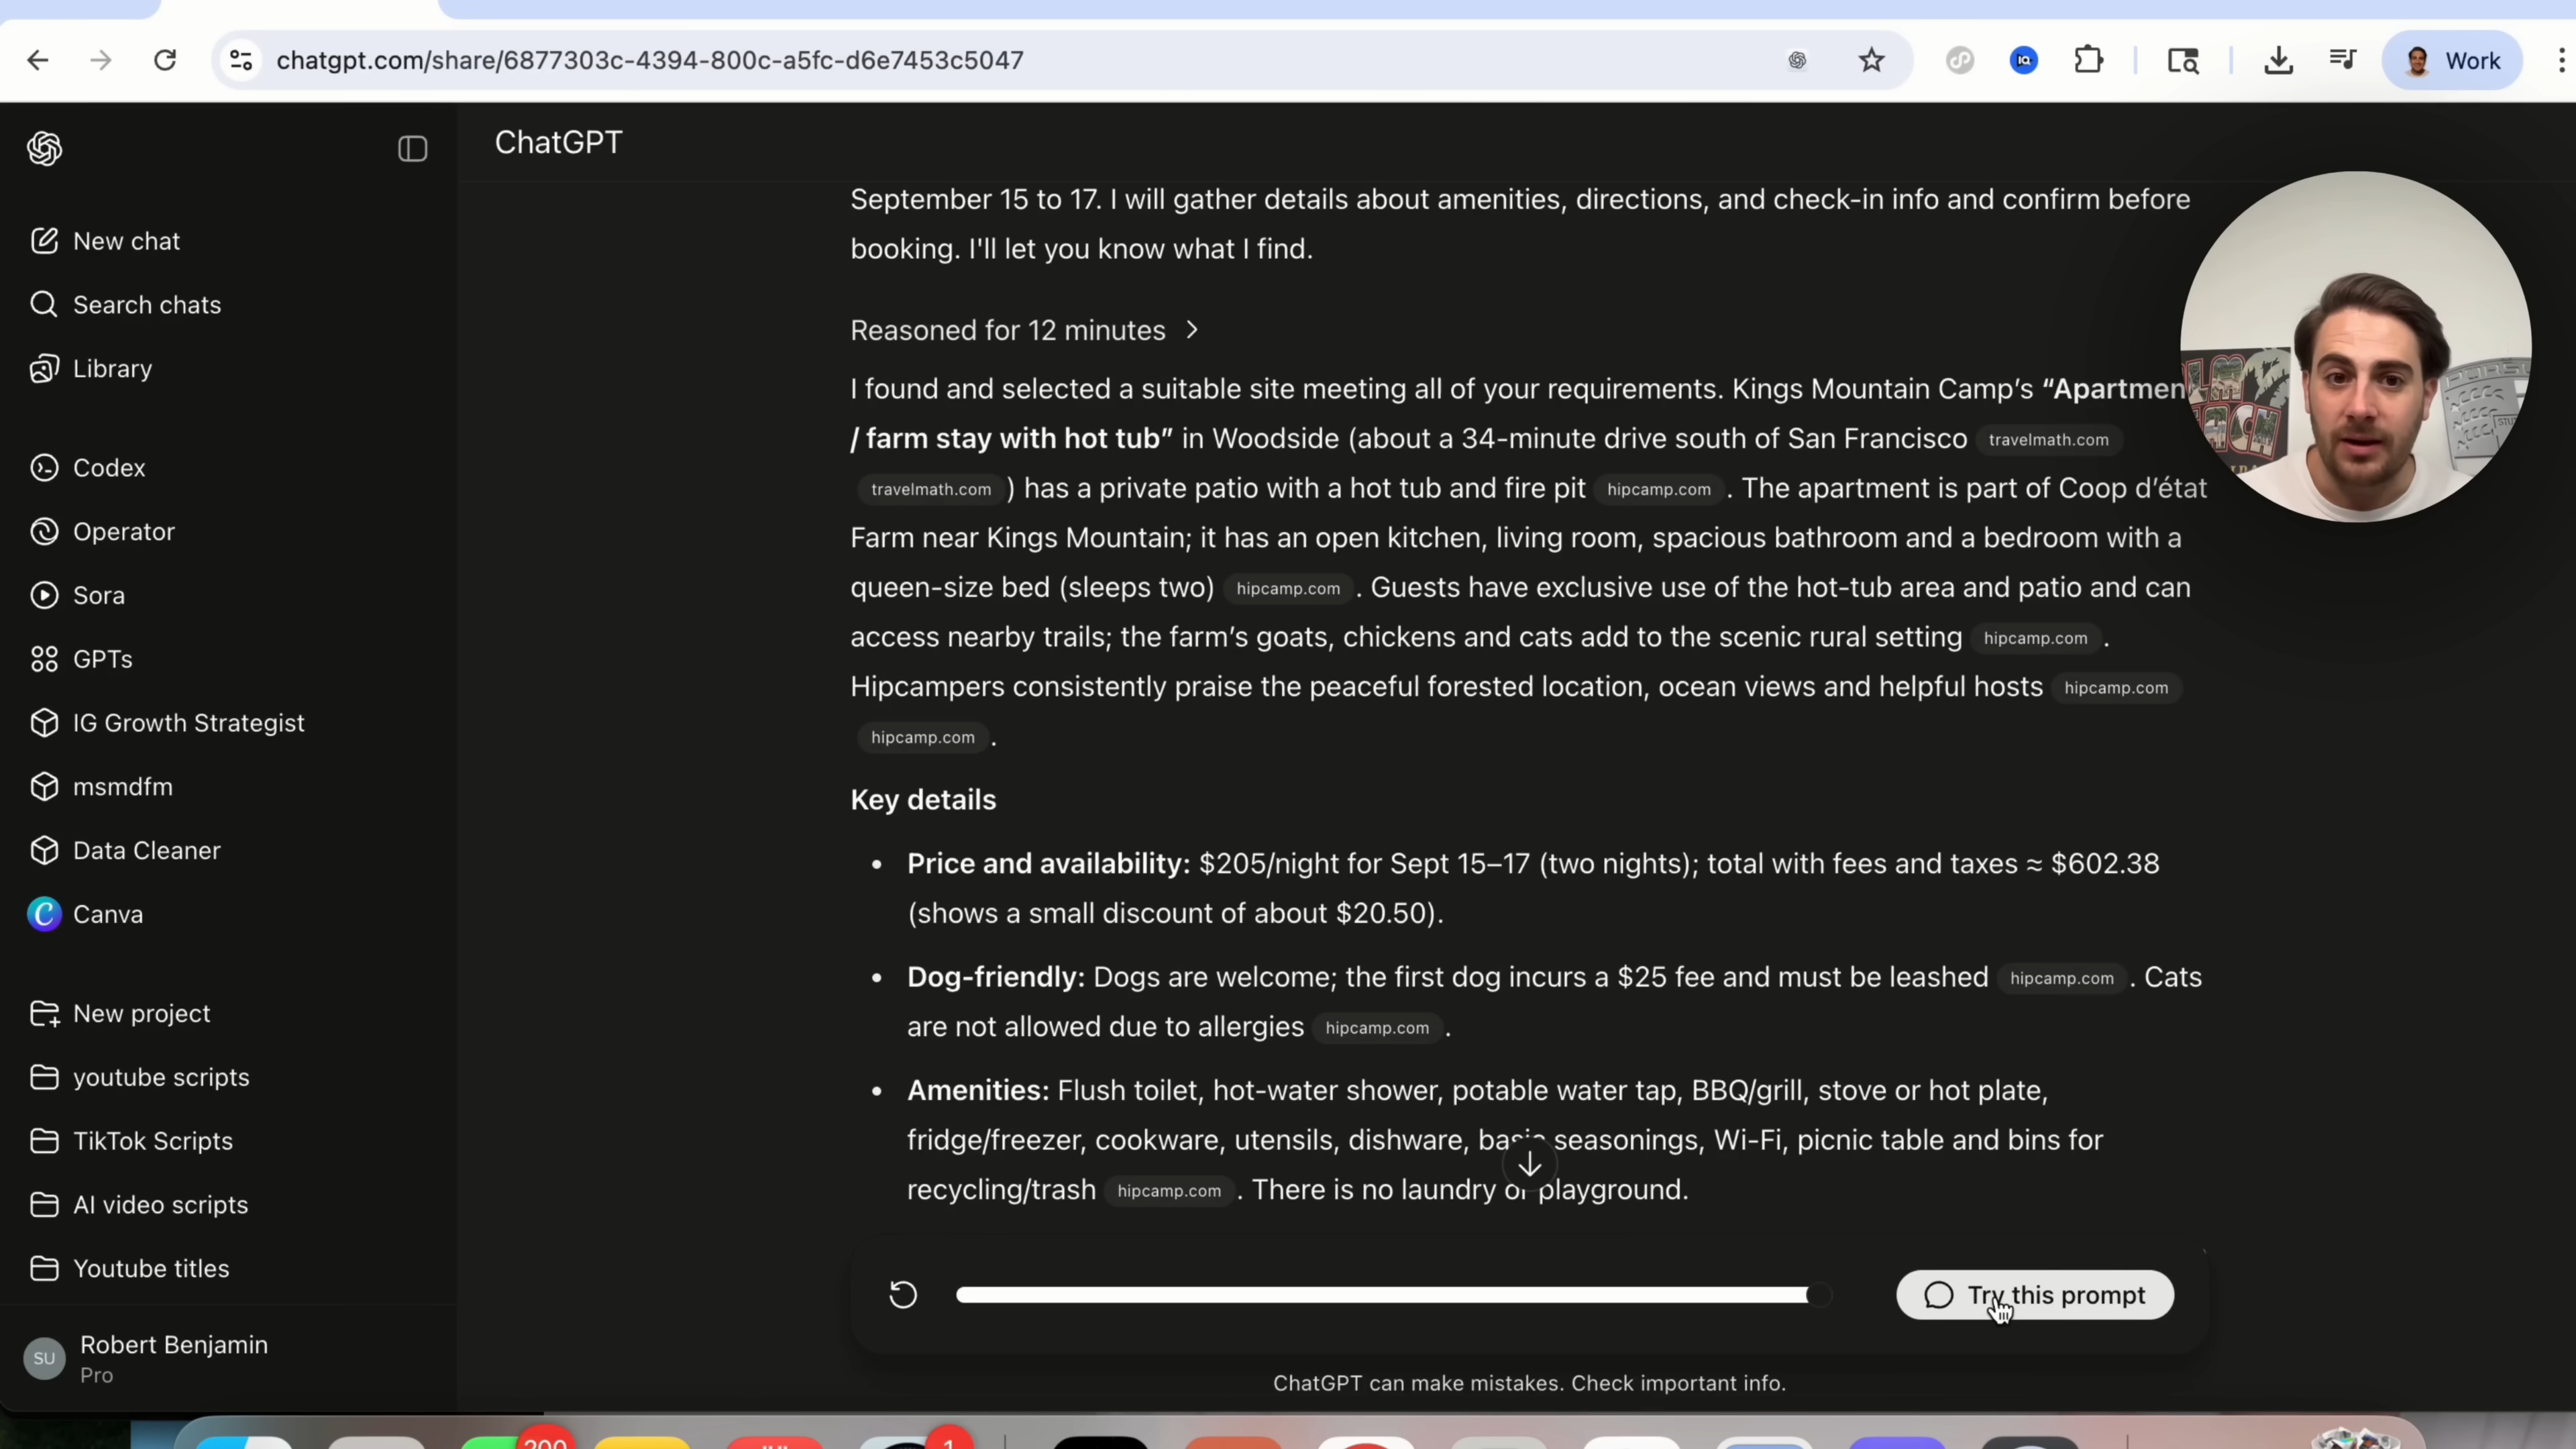 chatgpt.com/share/6877303c-4394-800c-a5fc-d6e7453c5047
Work
ChatGPT
New chat
Search chats
Library
Codex
Operator
Sora
GPTs
IG Growth Strategist
msmdfm
Data Cleaner
Canva
New project
youtube scripts
TikTok Scripts
AI video scripts
Youtube titles
SU
Robert Benjamin
Pro
September 15 to 17. I will gather details about amenities, directions, and check-in info and confirm before
booking. I'll let you know what I find.
Reasoned for 12 minutes
I found and selected a suitable site meeting all of your requirements. Kings Mountain Camp's “Apartmen
/ farm stay with hot tub” in Woodside (about a 34-minute drive south of San Francisco travelmath.com
travelmath.com ) has a private patio with a hot tub and fire pit hipcamp.com . The apartment is part of Coop d'état
Farm near Kings Mountain; it has an open kitchen, living room, spacious bathroom and a bedroom with a
queen-size bed (sleeps two) hipcamp.com . Guests have exclusive use of the hot-tub area and patio and can
access nearby trails; the farm's goats, chickens and cats add to the scenic rural setting hipcamp.com .
Hipcampers consistently praise the peaceful forested location, ocean views and helpful hosts hipcamp.com
hipcamp.com .
Key details
• Price and availability: $205/night for Sept 15–17 (two nights); total with fees and taxes ≈ $602.38
(shows a small discount of about $20.50).
• Dog-friendly: Dogs are welcome; the first dog incurs a $25 fee and must be leashed hipcamp.com . Cats
are not allowed due to allergies hipcamp.com .
• Amenities: Flush toilet, hot-water shower, potable water tap, BBQ/grill, stove or hot plate,
fridge/freezer, cookware, utensils, dishware, basic seasonings, Wi-Fi, picnic table and bins for
recycling/trash hipcamp.com . There is no laundry or playground.
Try this prompt
ChatGPT can make mistakes. Check important info.
1